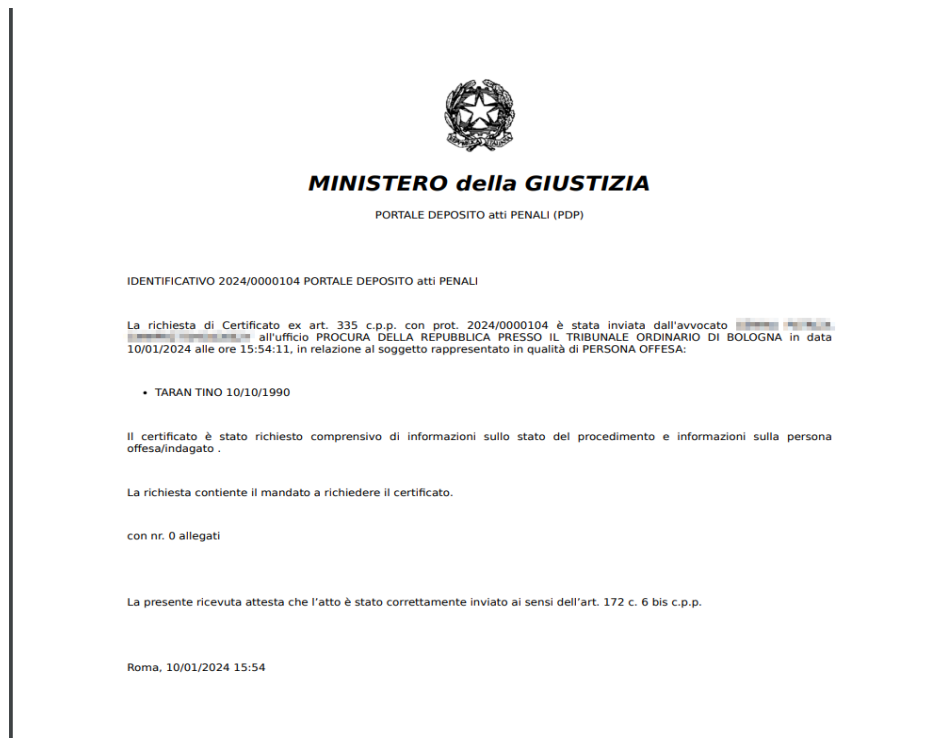 MINISTERO della GIUSTIZIA
PORTALE DEPOSITO atti PENALI (PDP)
IDENTIFICATIVO 2024/0000104 PORTALE DEPOSITO atti PENALI
La richiesta di Certificato ex art. 335 c.p.p. con prot. 2024/0000104 è stata inviata dall'avvocato
all'ufficio PROCURA DELLA REPUBBLICA PRESSO IL TRIBUNALE ORDINARIO DI BOLOGNA in data
10/01/2024 alle ore 15:54:11, in relazione al soggetto rappresentato in qualità di PERSONA OFFESA:
• TARAN TINO 10/10/1990
Il certificato è stato richiesto comprensivo di informazioni sullo stato del procedimento e informazioni sulla persona
offesa/indagato .
La richiesta contiente il mandato a richiedere il certificato.
con nr. 0 allegati
La presente ricevuta attesta che l’atto è stato correttamente inviato ai sensi dell’art. 172 c. 6 bis c.p.p.
Roma, 10/01/2024 15:54